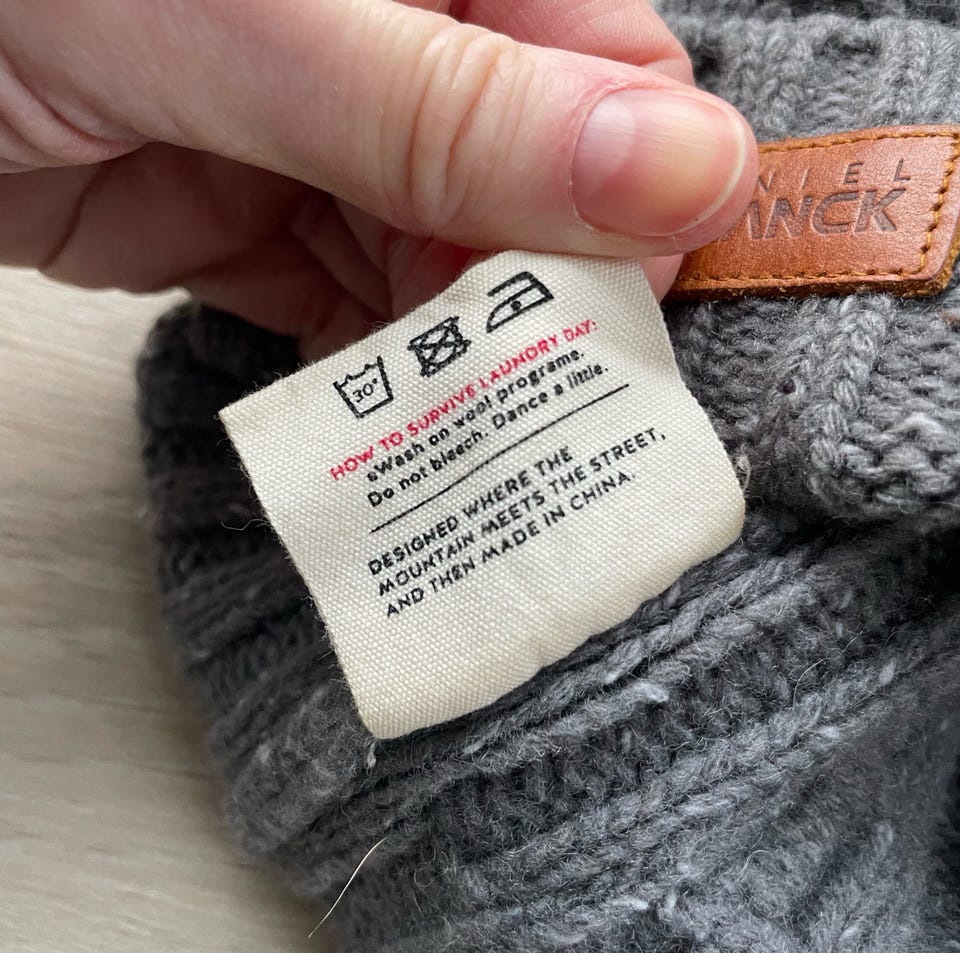 NIEL
ANCK
30°
HOW TO SURVIVE LAUNDRY DAY:
•Wash on wool programe.
Do not bleach. Dance a little.
DESIGNED WHERE THE
MOUNTAIN MEETS THE STREET,
AND THEN MADE IN CHINA.